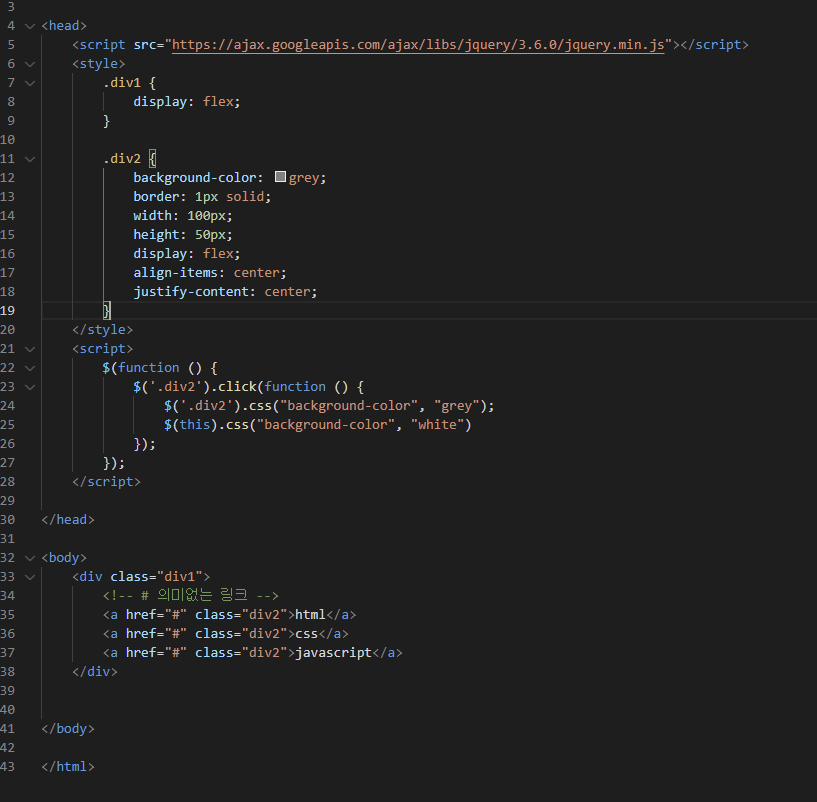 3
4 <head>
5 <script src="https://ajax.googleapis.com/ajax/libs/jquery/3.6.0/jquery.min.js"></script>
6 <style>
7 .div1 {
8 display: flex;
9 }
10
11 .div2 {
12 background-color: grey;
13 border: 1px solid;
14 width: 100px;
15 height: 50px;
16 display: flex;
17 align-items: center;
18 justify-content: center;
19 }
20 </style>
21 <script>
22 $(function () {
23 $('.div2').click(function () {
24 $('.div2').css("background-color", "grey");
25 $(this).css("background-color", "white")
26 });
27 });
28 </script>
29
30 </head>
31
32 <body>
33 <div class="div1">
34 <!-- # 의미없는 링크 -->
35 <a href="#" class="div2">html</a>
36 <a href="#" class="div2">css</a>
37 <a href="#" class="div2">javascript</a>
38 </div>
39
40
41 </body>
42
43 </html>